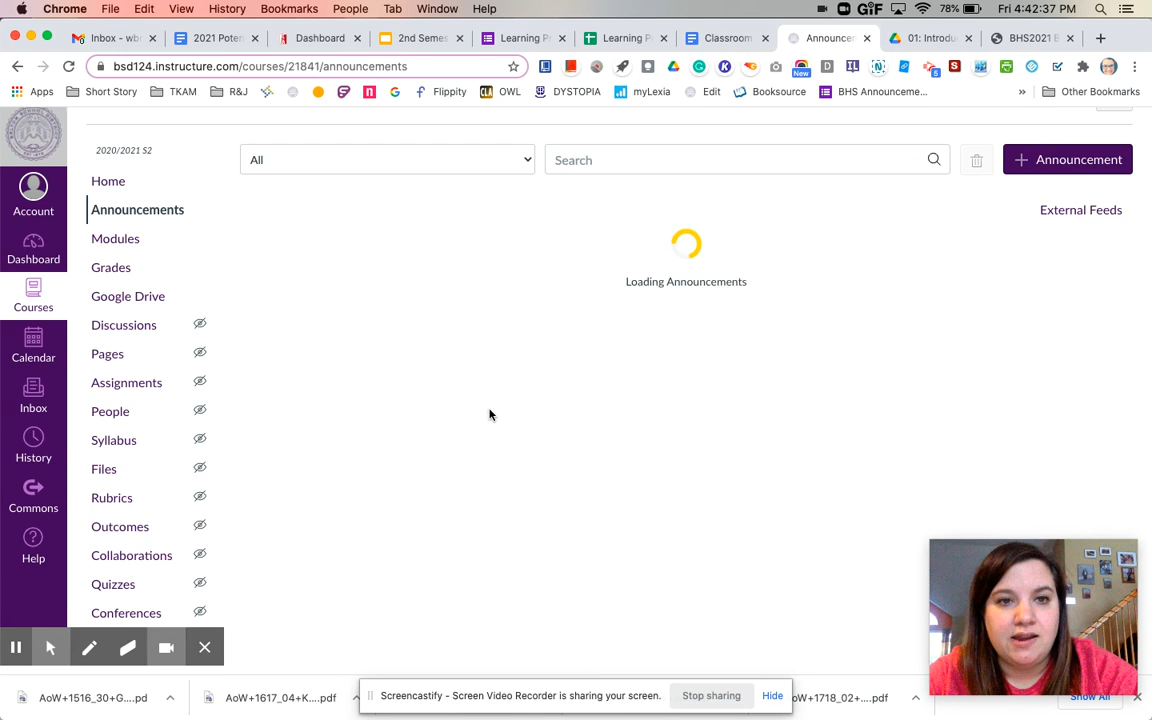 Chrome File Edit View History Bookmarks People Tab Window Help GIF 78% Fri 4:42:37 PM
Inbox - wb 2021 Poten Dashboard 2nd Semes Learning P Learning P Classroom Announcem 01: Introdu BHS2021 B
bsd124.instructure.com/courses/21841/announcements
New
5
Apps Short Story TKAM R&J Flippity OWL DYSTOPIA myLexia Edit Booksource BHS Announceme... » Other Bookmarks
2020/2021 S2
All
Search
Announcement
Home
Announcements
External Feeds
Modules
Grades
Google Drive
Discussions
Pages
Assignments
People
Syllabus
Files
Rubrics
Outcomes
Collaborations
Quizzes
Conferences
Account
Dashboard
Courses
Calendar
Inbox
History
Commons
Help
Loading Announcements
AoW+1516_30+G....pd
AoW+1617_04+K....pdf
Screencastify - Screen Video Recorder is sharing your screen. Stop sharing Hide
oW+1718_02+....pdf
Show All